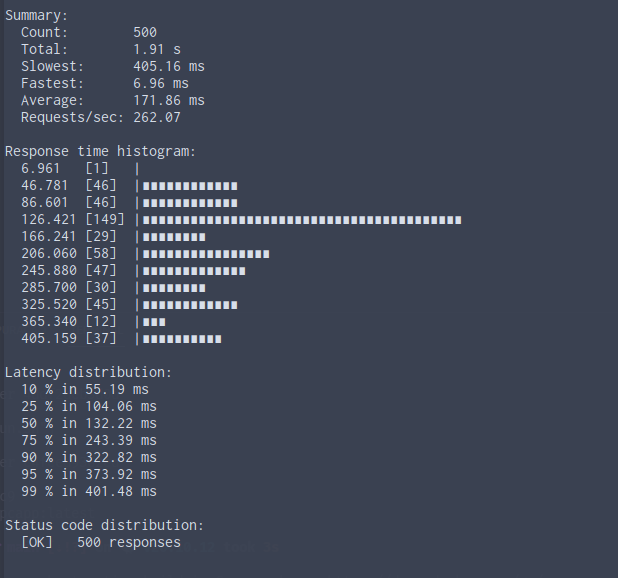 Summary:
  Count:        500
  Total:        1.91 s
  Slowest:      405.16 ms
  Fastest:      6.96 ms
  Average:      171.86 ms
  Requests/sec: 262.07

Response time histogram:
  6.961   [1]   |
  46.781  [46]  |∎∎∎∎∎∎∎∎∎∎∎∎
  86.601  [46]  |∎∎∎∎∎∎∎∎∎∎∎∎
  126.421 [149] |∎∎∎∎∎∎∎∎∎∎∎∎∎∎∎∎∎∎∎∎∎∎∎∎∎∎∎∎∎∎∎∎∎∎∎∎∎∎∎∎
  166.241 [29]  |∎∎∎∎∎∎∎∎
  206.060 [58]  |∎∎∎∎∎∎∎∎∎∎∎∎∎∎∎∎
  245.880 [47]  |∎∎∎∎∎∎∎∎∎∎∎∎∎
  285.700 [30]  |∎∎∎∎∎∎∎∎
  325.520 [45]  |∎∎∎∎∎∎∎∎∎∎∎∎
  365.340 [12]  |∎∎∎
  405.159 [37]  |∎∎∎∎∎∎∎∎∎∎

Latency distribution:
  10 % in 55.19 ms
  25 % in 104.06 ms
  50 % in 132.22 ms
  75 % in 243.39 ms
  90 % in 322.82 ms
  95 % in 373.92 ms
  99 % in 401.48 ms

Status code distribution:
  [OK]   500 responses